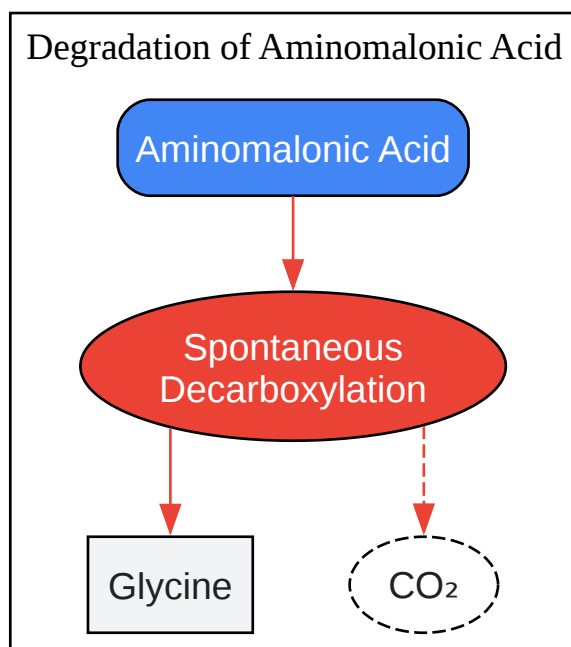 Degradation of Aminomalonic Acid
Aminomalonic Acid
Spontaneous
Decarboxylation
Glycine
CO₂